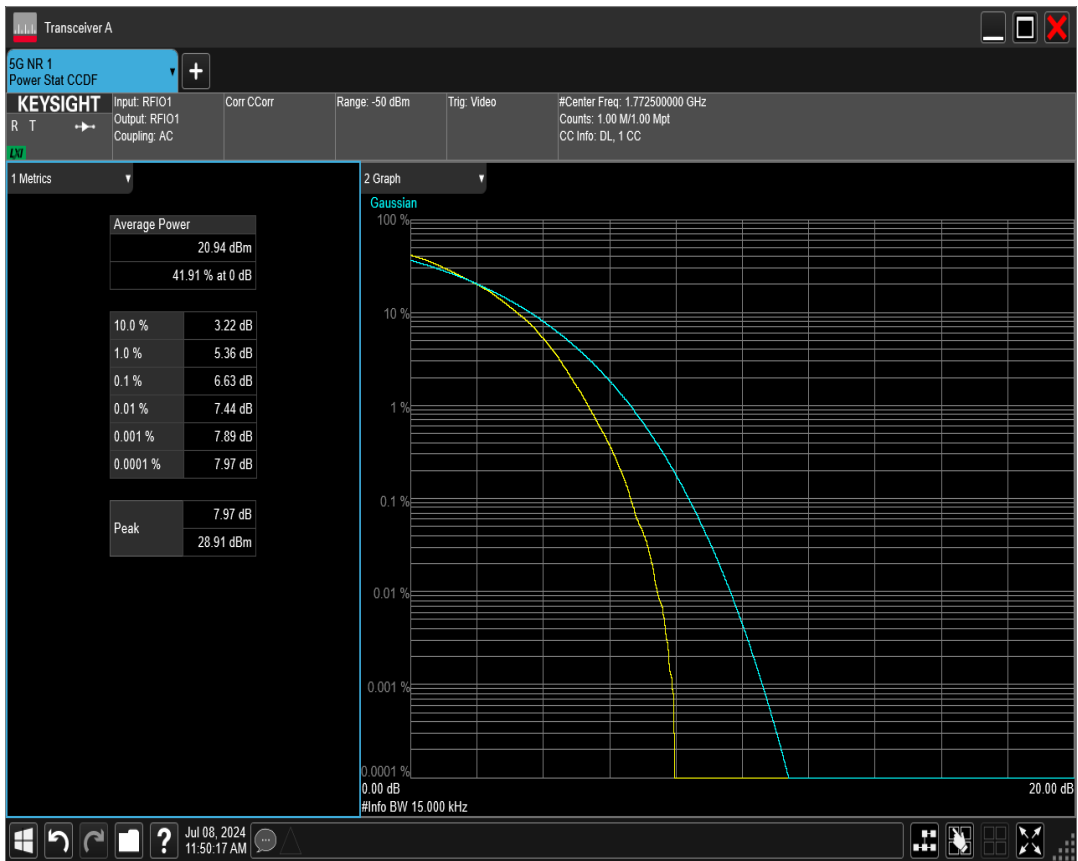 Transceiver A
5G NR 1
Power Stat CCDF
+
KEYSIGHT
R T
LXI
Input: RFIO1
Output: RFIO1
Coupling: AC
Corr CCorr
Range: -50 dBm
Trig: Video
#Center Freq: 1.772500000 GHz
Counts: 1.00 M/1.00 Mpt
CC Info: DL, 1 CC
1 Metrics
Average Power
20.94 dBm
41.91 % at 0 dB
10.0 % 3.22 dB
1.0 % 5.36 dB
0.1 % 6.63 dB
0.01 % 7.44 dB
0.001 % 7.89 dB
0.0001 % 7.97 dB
Peak
7.97 dB
28.91 dBm
2 Graph
Gaussian
100 %
10 %
1 %
0.1 %
0.01 %
0.001 %
0.0001 %
0.00 dB 20.00 dB
#Info BW 15.000 kHz
?
Jul 08, 2024
11:50:17 AM